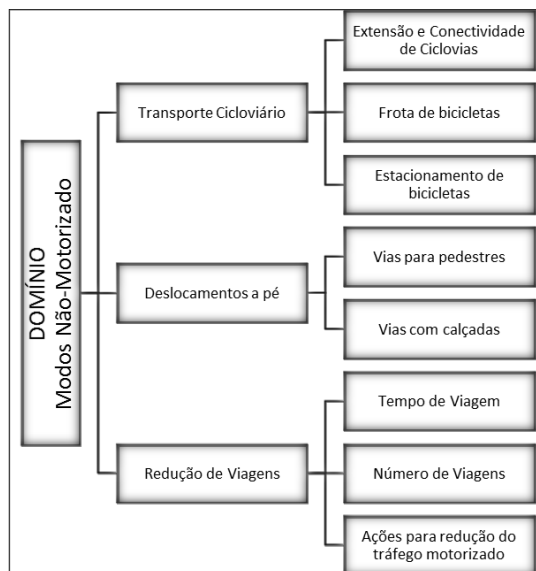 DOMÍNIO
Modos Não-Motorizado
Transporte Cicloviário
Extensão e Conectividade
de Ciclovias
Frota de bicicletas
Estacionamento de
bicicletas
Deslocamentos a pé
Vias para pedestres
Vias com calçadas
Redução de Viagens
Tempo de Viagem
Número de Viagens
Ações para redução do
tráfego motorizado